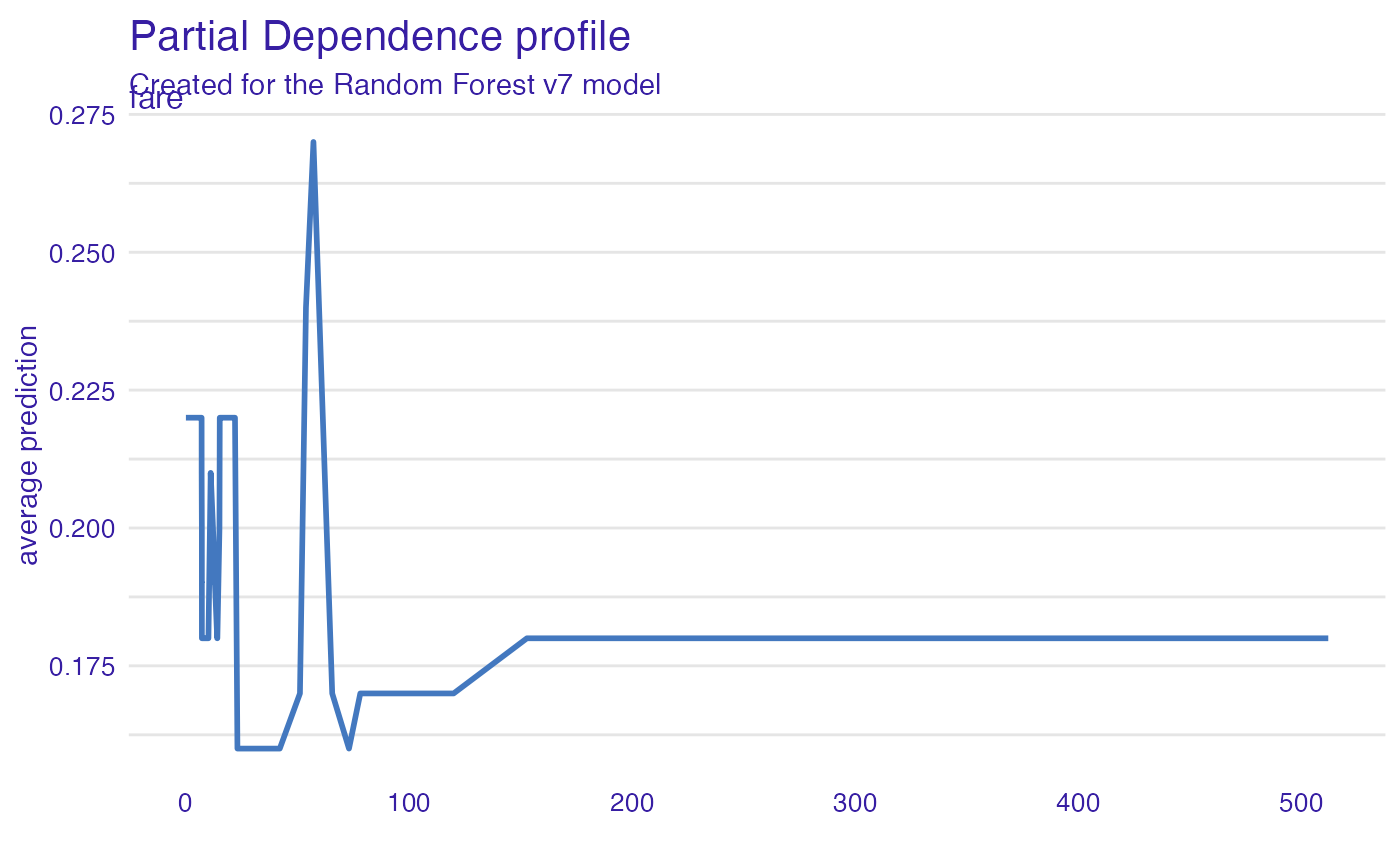 Partial Dependence profile
Created for the Random Forest v7 model
fare
0.275
0.250
0.225
0.200
0.175
average prediction
0 100 200 300 400 500